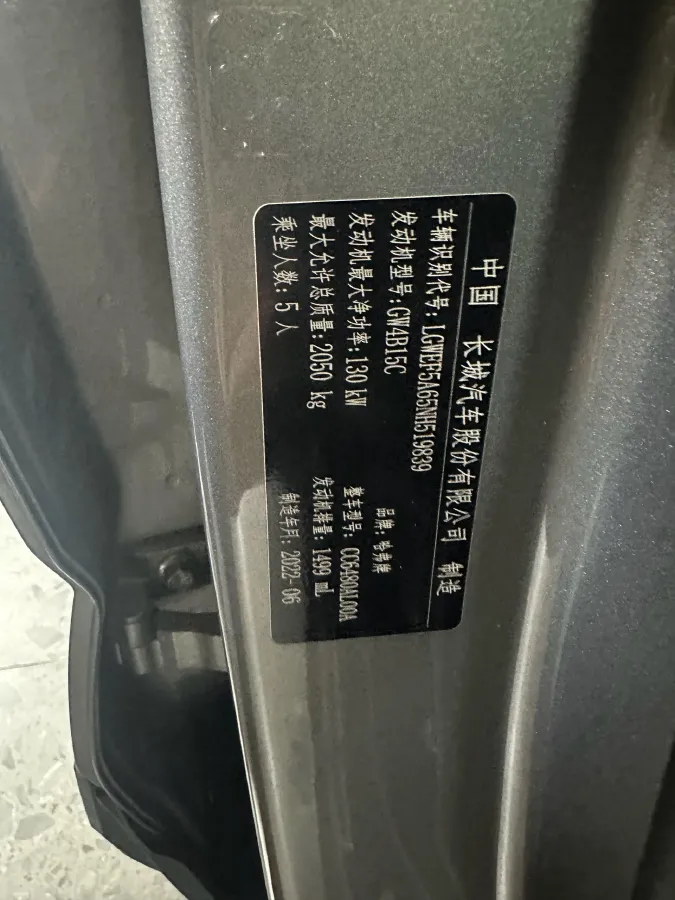 中国 长城汽车股份有限公司 制造
车辆识别代号:LGWEF5A65NH519839
发动机型号:GW4B15C 品牌:哈弗牌
发动机最大净功率:130 kW 整车型号:CC6480AL00A
最大允许总质量:2050 kg 发动机排量:1499 ml
乘坐人数:5 人 制造年月:2022-06